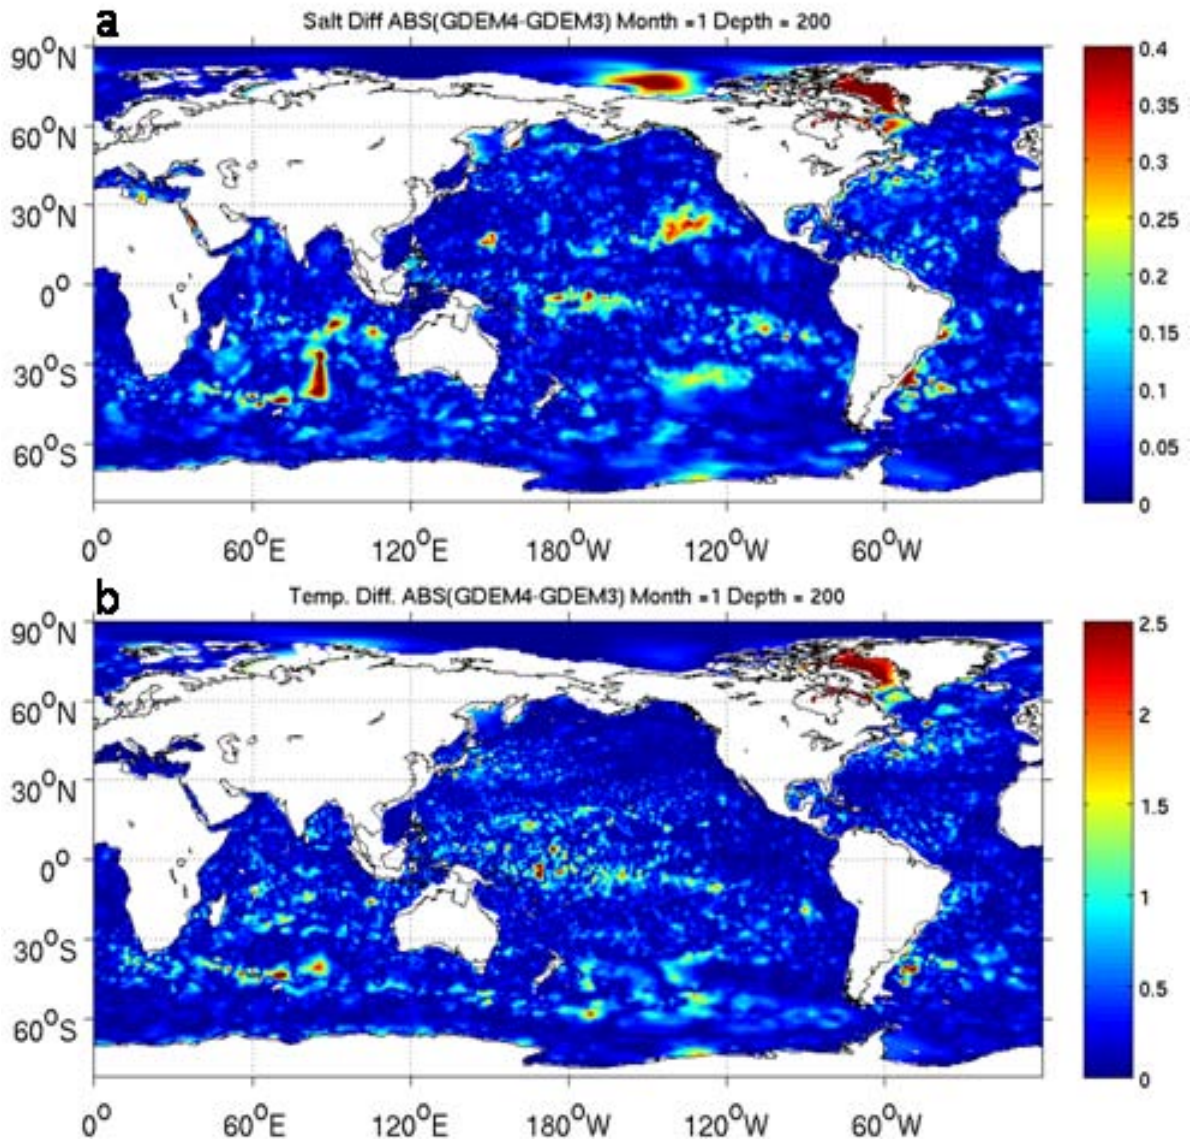 a
Salt Diff ABS(GDEM4-GDEM3) Month =1 Depth = 200
90°N
60°N
30°N
0°
30°S
60°S
0°
60°E
120°E
180°W
120°W
60°W
0.4
0.35
0.3
0.25
0.2
0.15
0.1
0.05
0
b
Temp. Diff. ABS(GDEM4-GDEM3) Month =1 Depth = 200
90°N
60°N
30°N
0°
30°S
60°S
0°
60°E
120°E
180°W
120°W
60°W
2.5
2
1.5
1
0.5
0